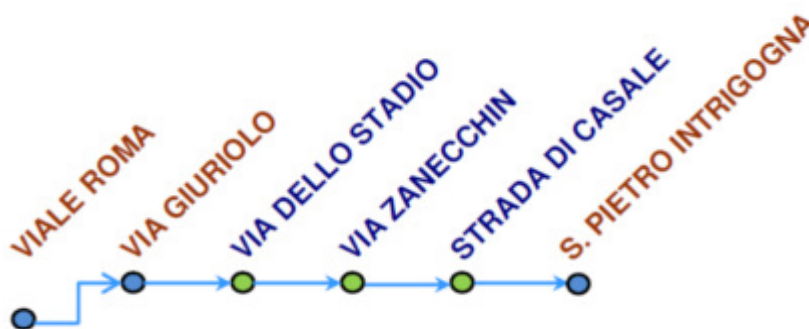 VIALE ROMA
VIA GIURIOLO
VIA DELLO STADIO
VIA ZANECCHIN
STRADA DI CASALE
S. PIETRO INTRIGOGNA